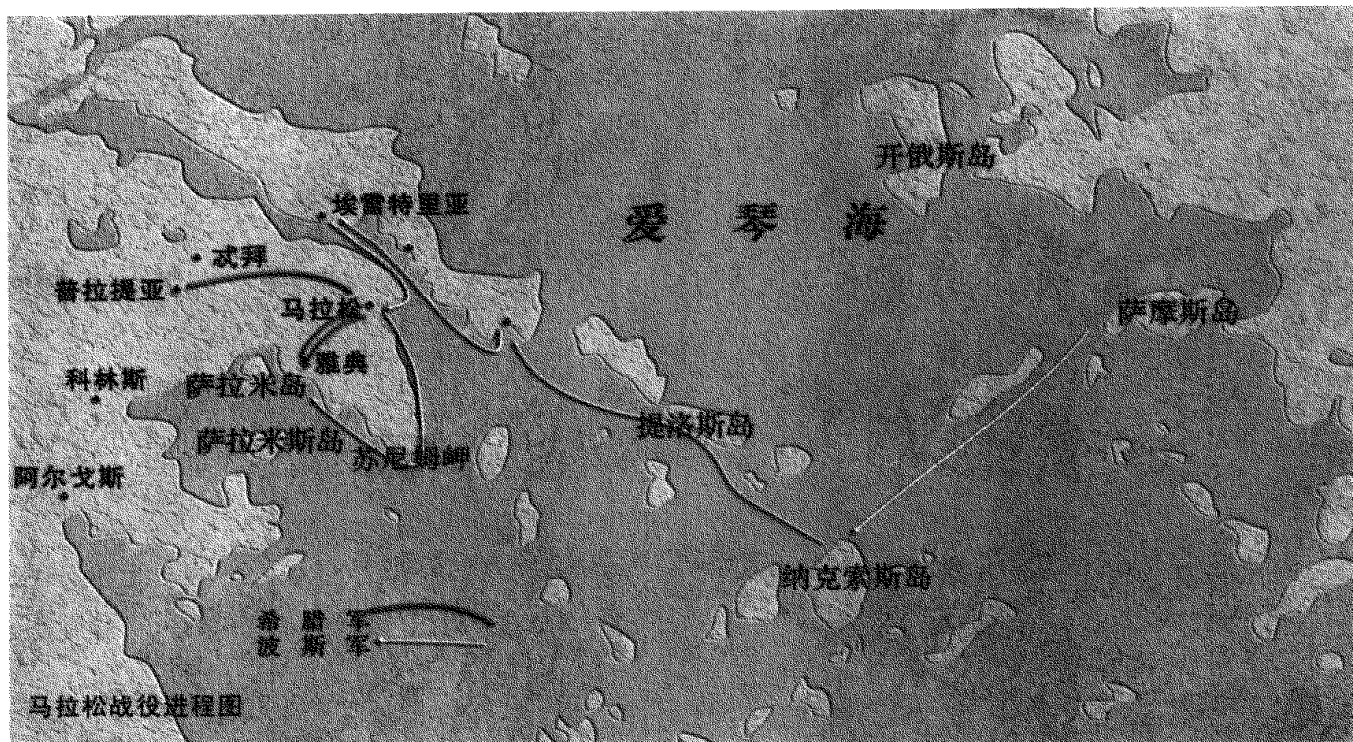 开俄斯岛
埃雷特里亚
爱琴海
忒拜
普拉提亚
马拉松
萨摩斯岛
雅典
科林斯
萨拉米岛
提洛斯岛
萨拉米斯岛
苏尼姆岬
阿尔戈斯
纳克索斯岛
希腊军
波斯军
马拉松战役进程图